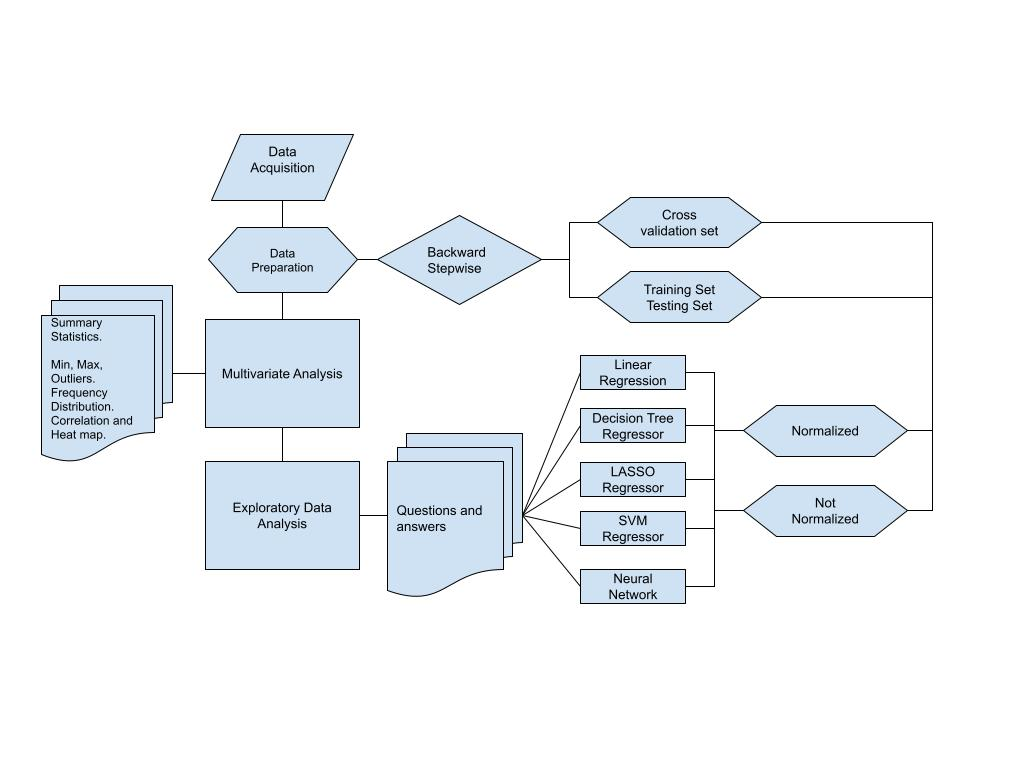 Data
Acquisition
Data
Preparation
Backward
Stepwise
Cross
validation set
Training Set
Testing Set
Summary
Statistics.
Min, Max,
Outliers.
Frequency
Distribution.
Correlation and
Heat map.
Multivariate Analysis
Exploratory Data
Analysis
Questions and
answers
Linear
Regression
Decision Tree
Regressor
LASSO
Regressor
SVM
Regressor
Neural
Network
Normalized
Not
Normalized